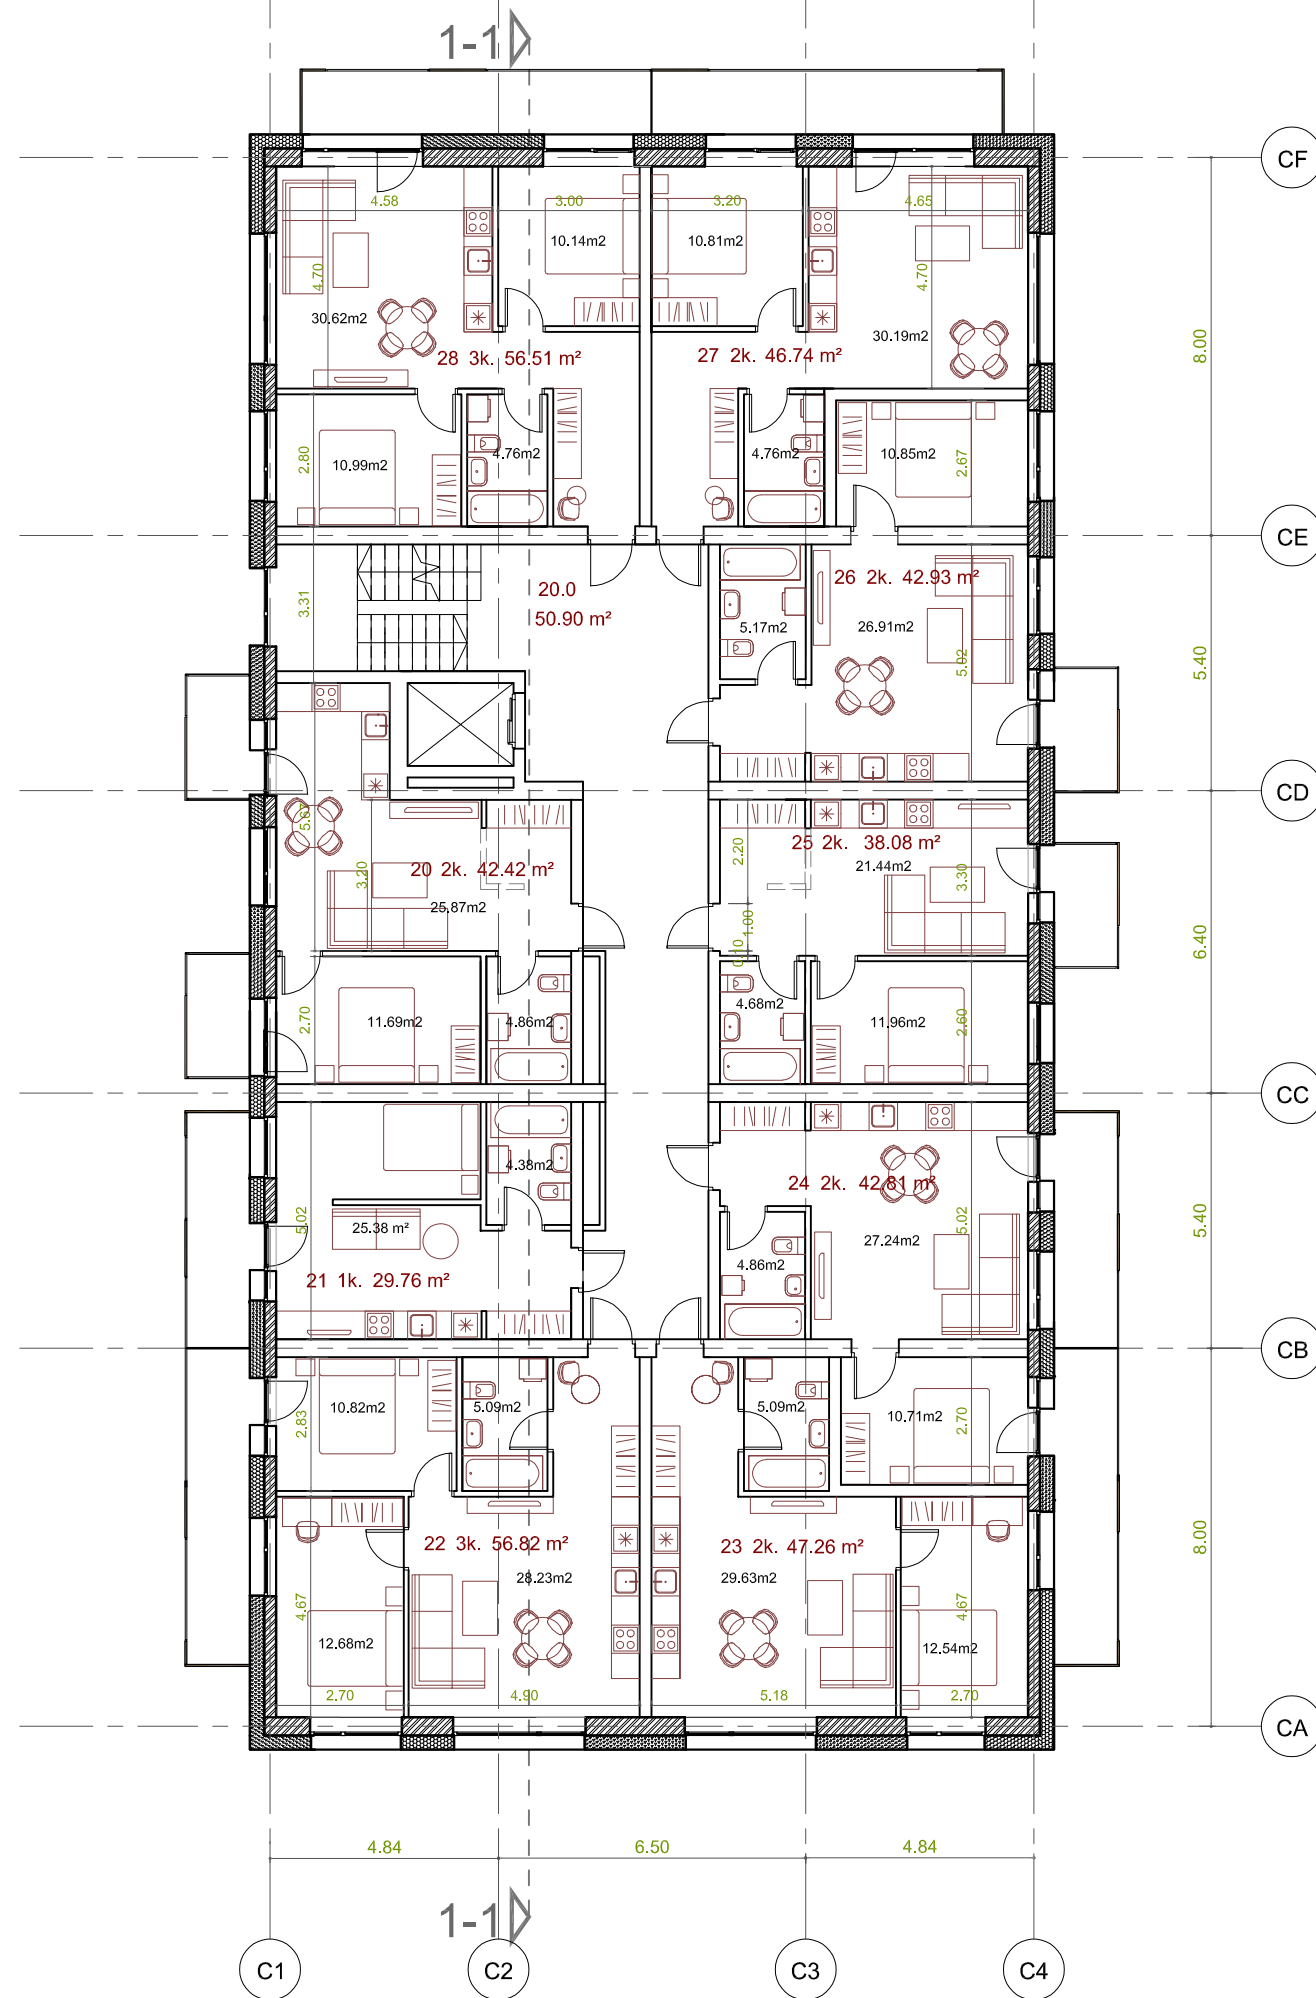 1-1
CF
4.58
3.00
3.20
4.65
10.14m2
10.81m2
4.70
4.70
30.62m2
30.19m2
28 3k. 56.51 m²
27 2k. 46.74 m²
8.00
2.80
10.99m2
4.76m2
4.76m2
10.85m2
2.67
CE
20.0
50.90 m²
3.31
26 2k. 42.93 m²
5.17m2
26.91m2
5.02
5.40
CD
5.67
3.20
20 2k. 42.42 m²
25.87m2
2.20
25 2k. 38.08 m²
21.44m2
3.30
1.00
0.10
6.40
2.70
11.69m2
4.86m2
4.68m2
11.96m2
2.60
CC
4.38m2
5.02
25.38 m²
21 1k. 29.76 m²
24 2k. 42.81 m²
27.24m2
5.02
4.86m2
5.40
CB
2.83
10.82m2
5.09m2
5.09m2
10.71m2
2.70
22 3k. 56.82 m²
28.23m2
23 2k. 47.26 m²
29.63m2
8.00
4.67
12.68m2
4.67
12.54m2
2.70
4.90
5.18
2.70
CA
4.84
6.50
4.84
1-1
C1
C2
C3
C4